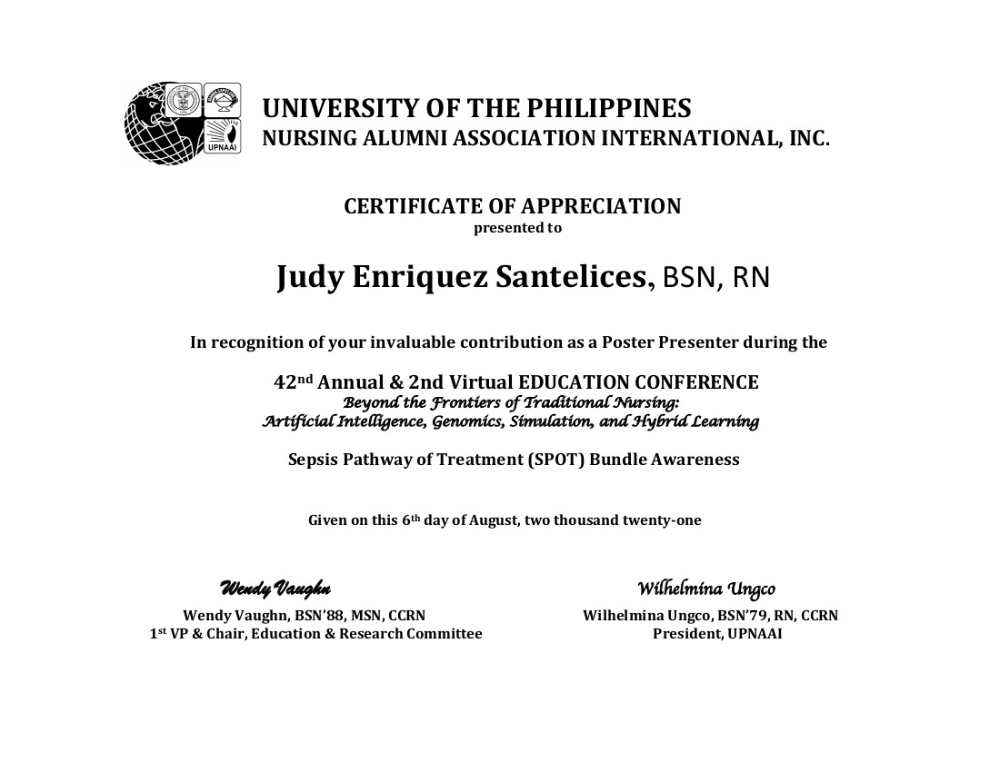 UPNAAI
UNIVERSITY OF THE PHILIPPINES
NURSING ALUMNI ASSOCIATION INTERNATIONAL, INC.
CERTIFICATE OF APPRECIATION
presented to
Judy Enriquez Santelices, BSN, RN
In recognition of your invaluable contribution as a Poster Presenter during the
42nd Annual & 2nd Virtual EDUCATION CONFERENCE
Beyond the Frontiers of Traditional Nursing:
Artificial Intelligence, Genomics, Simulation, and Hybrid Learning
Sepsis Pathway of Treatment (SPOT) Bundle Awareness
Given on this 6th day of August, two thousand twenty-one
Wendy Vaughn
Wilhelmina Ungco
Wendy Vaughn, BSN’88, MSN, CCRN
Wilhelmina Ungco, BSN’79, RN, CCRN
1st VP & Chair, Education & Research Committee
President, UPNAAI